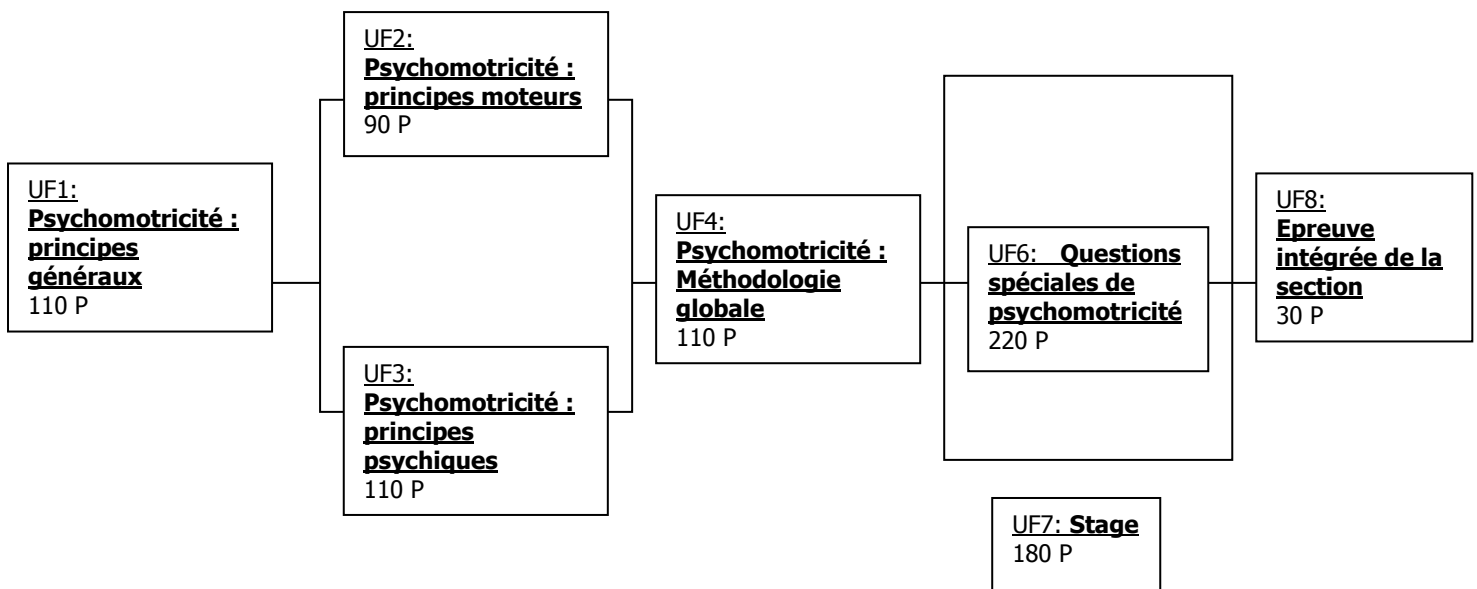 UF1:
Psychomotricité :
principes
généraux
110 P
UF2:
Psychomotricité :
principes moteurs
90 P
UF3:
Psychomotricité :
principes
psychiques
110 P
UF4:
Psychomotricité :
Méthodologie
globale
110 P
UF6: Questions
spéciales de
psychomotricité
220 P
UF7: Stage
180 P
UF8:
Epreuve
intégrée de la
section
30 P